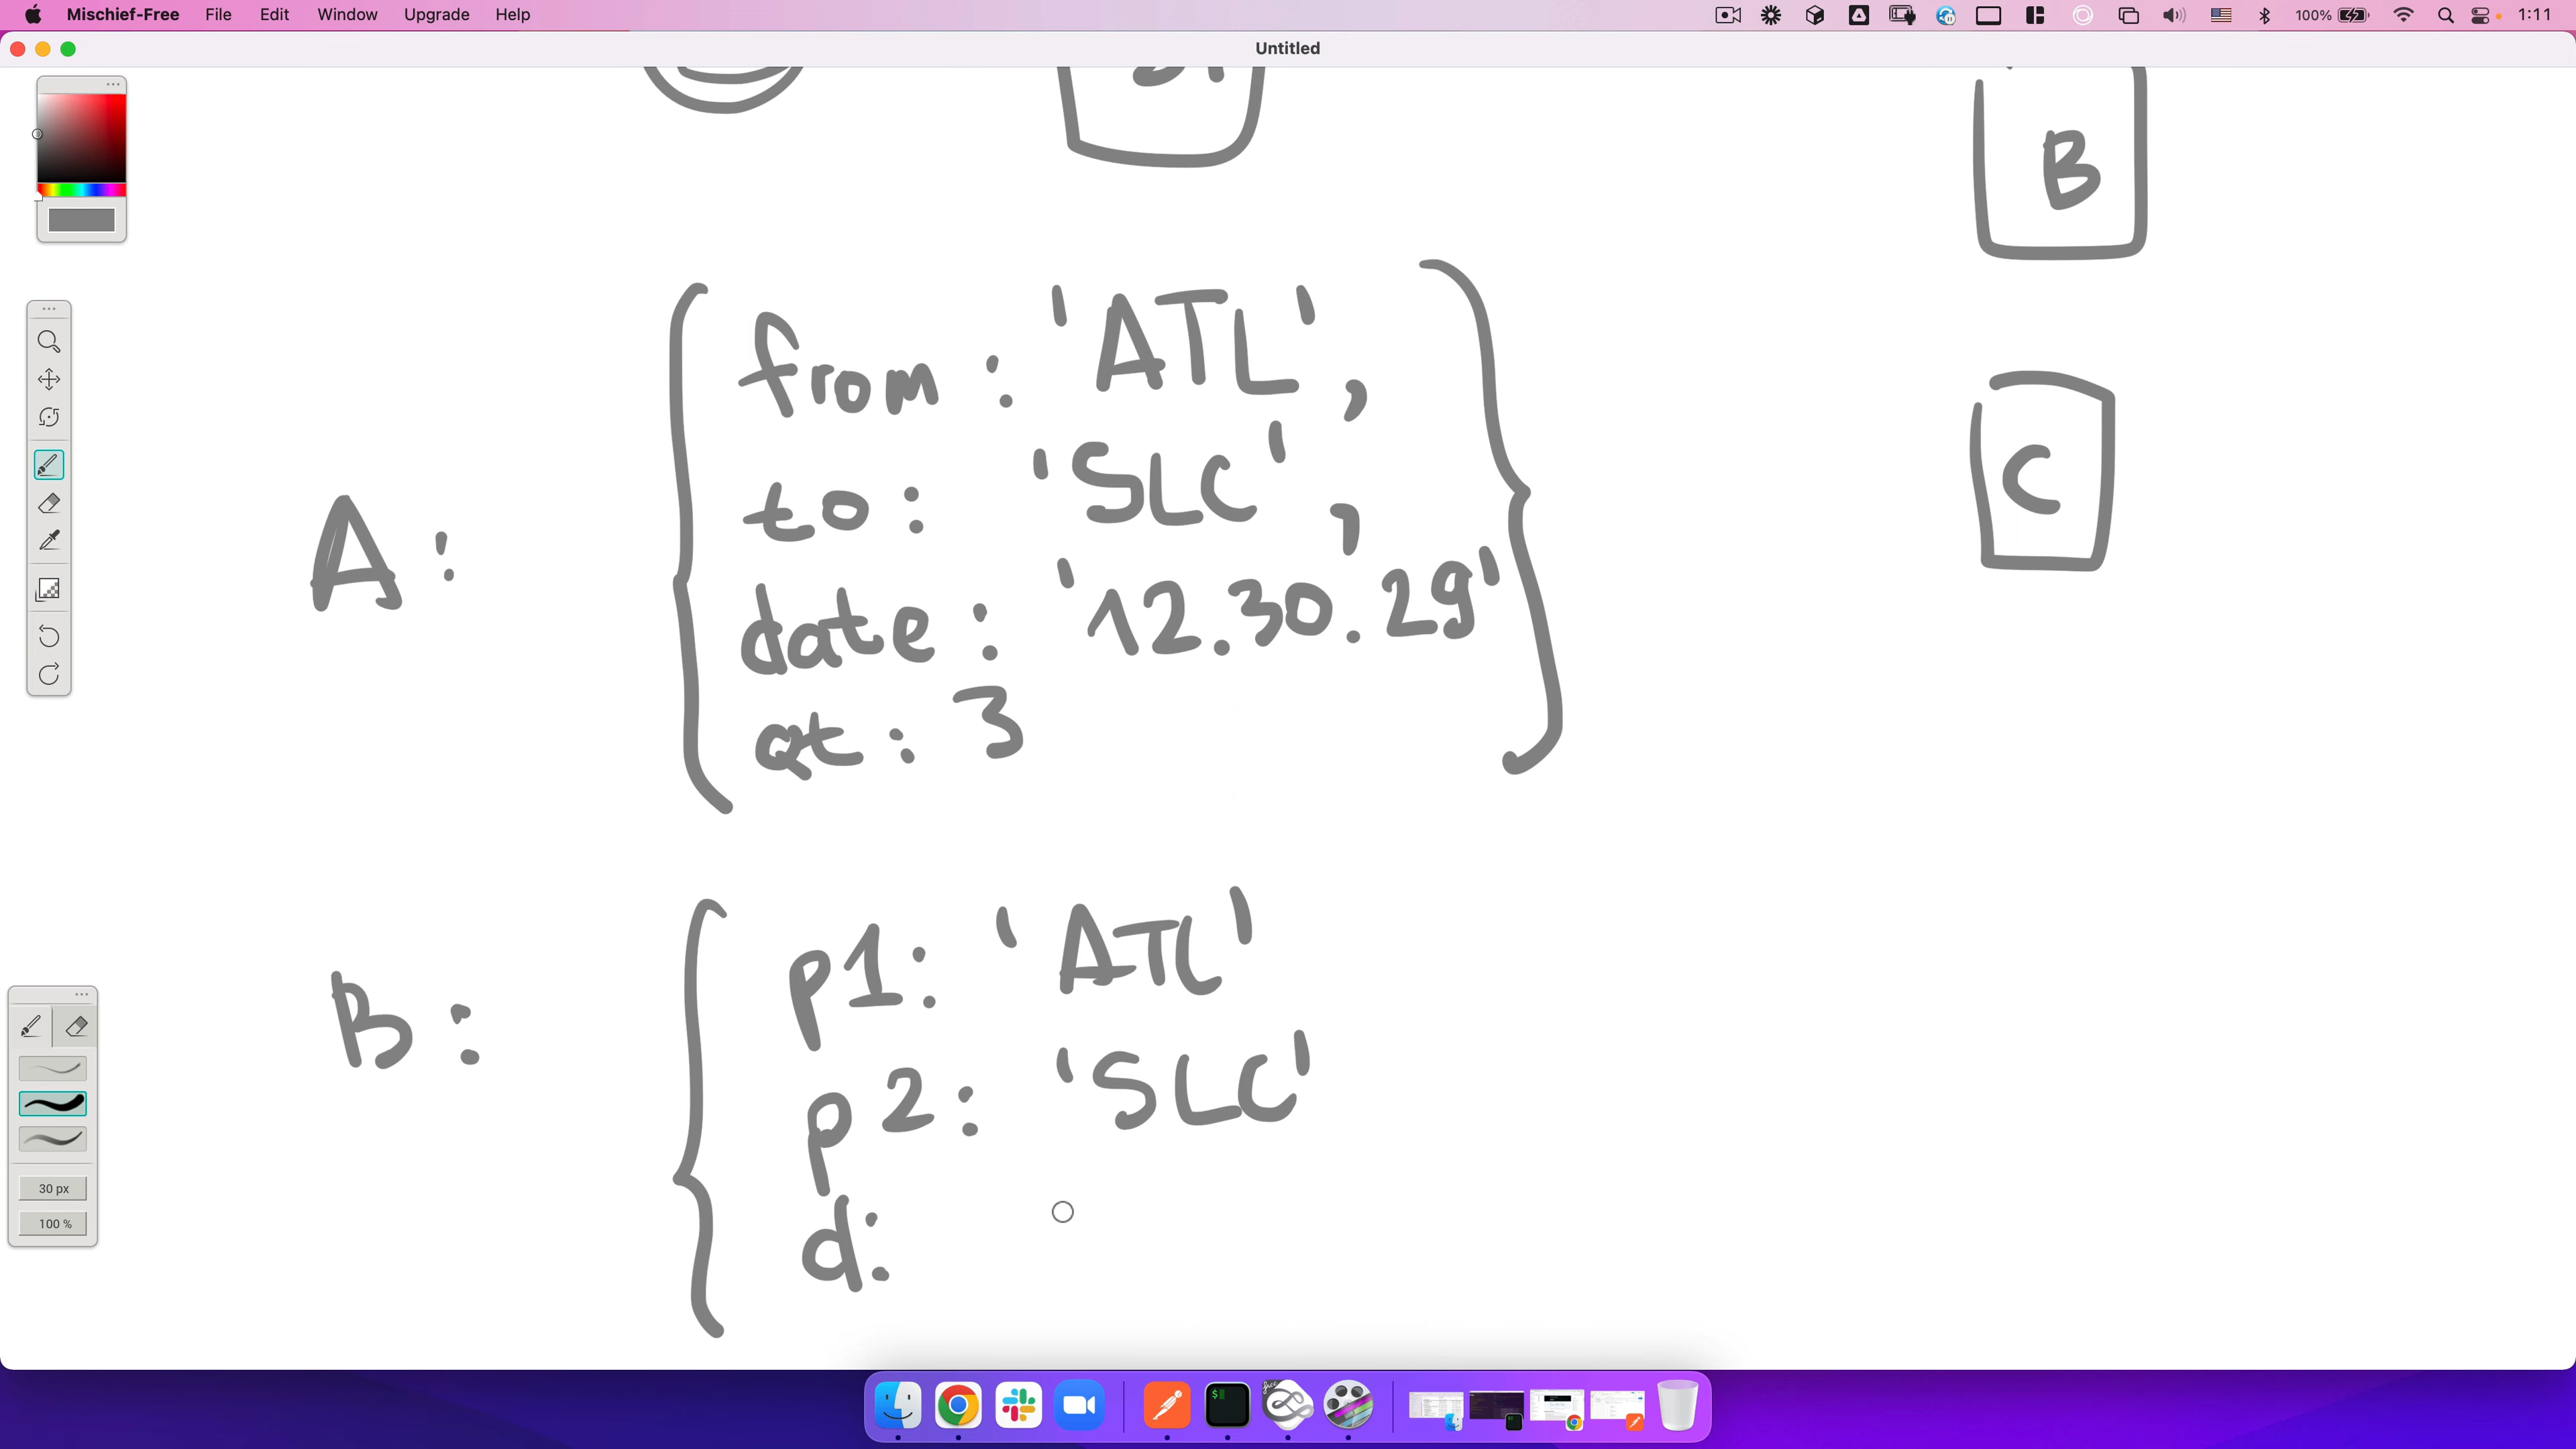 Mischief-Free File Edit Window Upgrade Help 100% 1:11
Untitled
B
A:
{ from: 'ATL',
to: 'SLC',
date: '12.30.29'
qt: 3 }
C
B:
{ p1: 'ATL'
p2: 'SLC'
d:
30 px
100 %